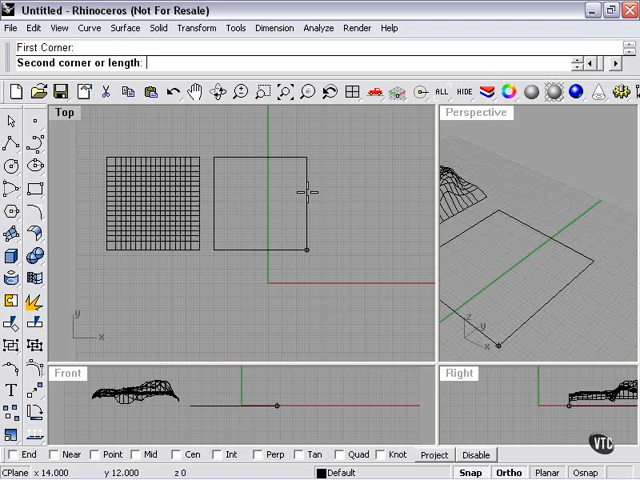 Untitled - Rhinoceros (Not For Resale)
File Edit View Curve Surface Solid Transform Tools Dimension Analyze Render Help
First Corner:
Second corner or length:
ALL HIDE
Top
Perspective
y
x
z
y
x
T
Front
Right
VTC
End Near Point Mid Cen Int Perp Tan Quad Knot Project Disable
CPlane x 14.000 y 12.000 z 0 Default Snap Ortho Planar Osnap